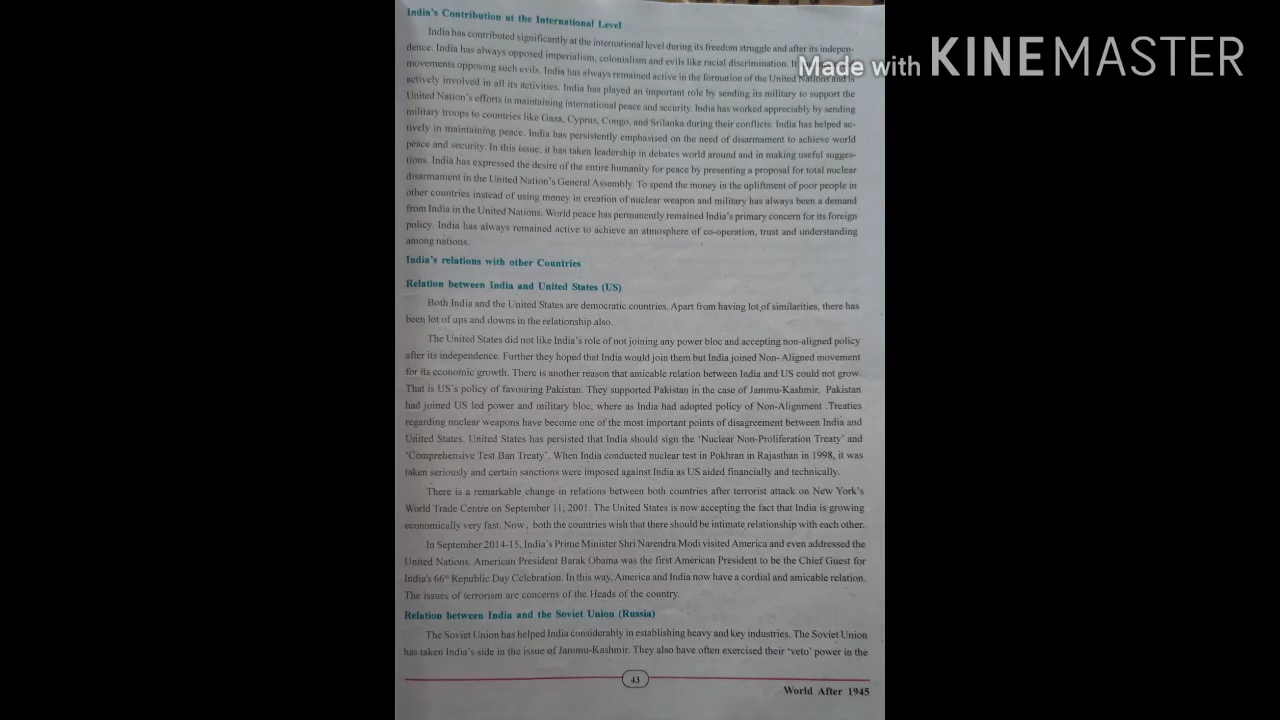 India's Contribution at the International Level
India has contributed significantly at the international level during its freedom struggle and after its indepen-
dence. India has always opposed imperialism, colonialism and evils like racial discrimination. It
Made with KINEMASTER
movements opposing such evils. India has always remained active in the formation of the United Nations and is
actively involved in all its activities. India has played an important role by sending its military to support the
United Nation's efforts in maintaining international peace and security. India has worked appreciably by sending
military troops to countries like Gaza, Cyprus, Congo, and Srilanka during their conflicts. India has helped ac-
tively in maintaining peace. India has persistently emphasised on the need of disarmament to achieve world
peace and security. In this issue, it has taken leadership in debates world around and in making useful sugges-
tions. India has expressed the desire of the entire humanity for peace by presenting a proposal for total nuclear
disarmament in the United Nation's General Assembly. To spend the money in the upliftment of poor people in
other countries instead of using money in creation of nuclear weapon and military has always been a demand
from India in the United Nations. World peace has permanently remained India's primary concern for its foreign
policy. India has always remained active to achieve an atmosphere of co-operation, trust and understanding
among nations.
India's relations with other Countries
Relation between India and United States (US)
Both India and the United States are democratic countries. Apart from having lot of similarities, there has
been lot of ups and downs in the relationship also.
The United States did not like India's role of not joining any power bloc and accepting non-aligned policy
after its independence. Further they hoped that India would join them but India joined Non- Aligned movement
for its economic growth. There is another reason that amicable relation between India and US could not grow.
That is US's policy of favouring Pakistan. They supported Pakistan in the case of Jammu-Kashmir. Pakistan
had joined US led power and military bloc, where as India had adopted policy of Non-Alignment .Treaties
regarding nuclear weapons have become one of the most important points of disagreement between India and
United States. United States has persisted that India should sign the 'Nuclear Non-Proliferation Treaty' and
'Comprehensive Test Ban Treaty'. When India conducted nuclear test in Pokhran in Rajasthan in 1998, it was
taken seriously and certain sanctions were imposed against India as US aided financially and technically.
There is a remarkable change in relations between both countries after terrorist attack on New York's
World Trade Centre on September 11, 2001. The United States is now accepting the fact that India is growing
economically very fast. Now , both the countries wish that there should be intimate relationship with each other.
In September 2014-15, India's Prime Minister Shri Narendra Modi visited America and even addressed the
United Nations. American President Barak Obama was the first American President to be the Chief Guest for
India's 66th Republic Day Celebration. In this way, America and India now have a cordial and amicable relation.
The issues of terrorism are concerns of the Heads of the country.
Relation between India and the Soviet Union (Russia)
The Soviet Union has helped India considerably in establishing heavy and key industries. The Soviet Union
has taken India's side in the issue of Jammu-Kashmir. They also have often exercised their 'veto' power in the
43
World After 1945